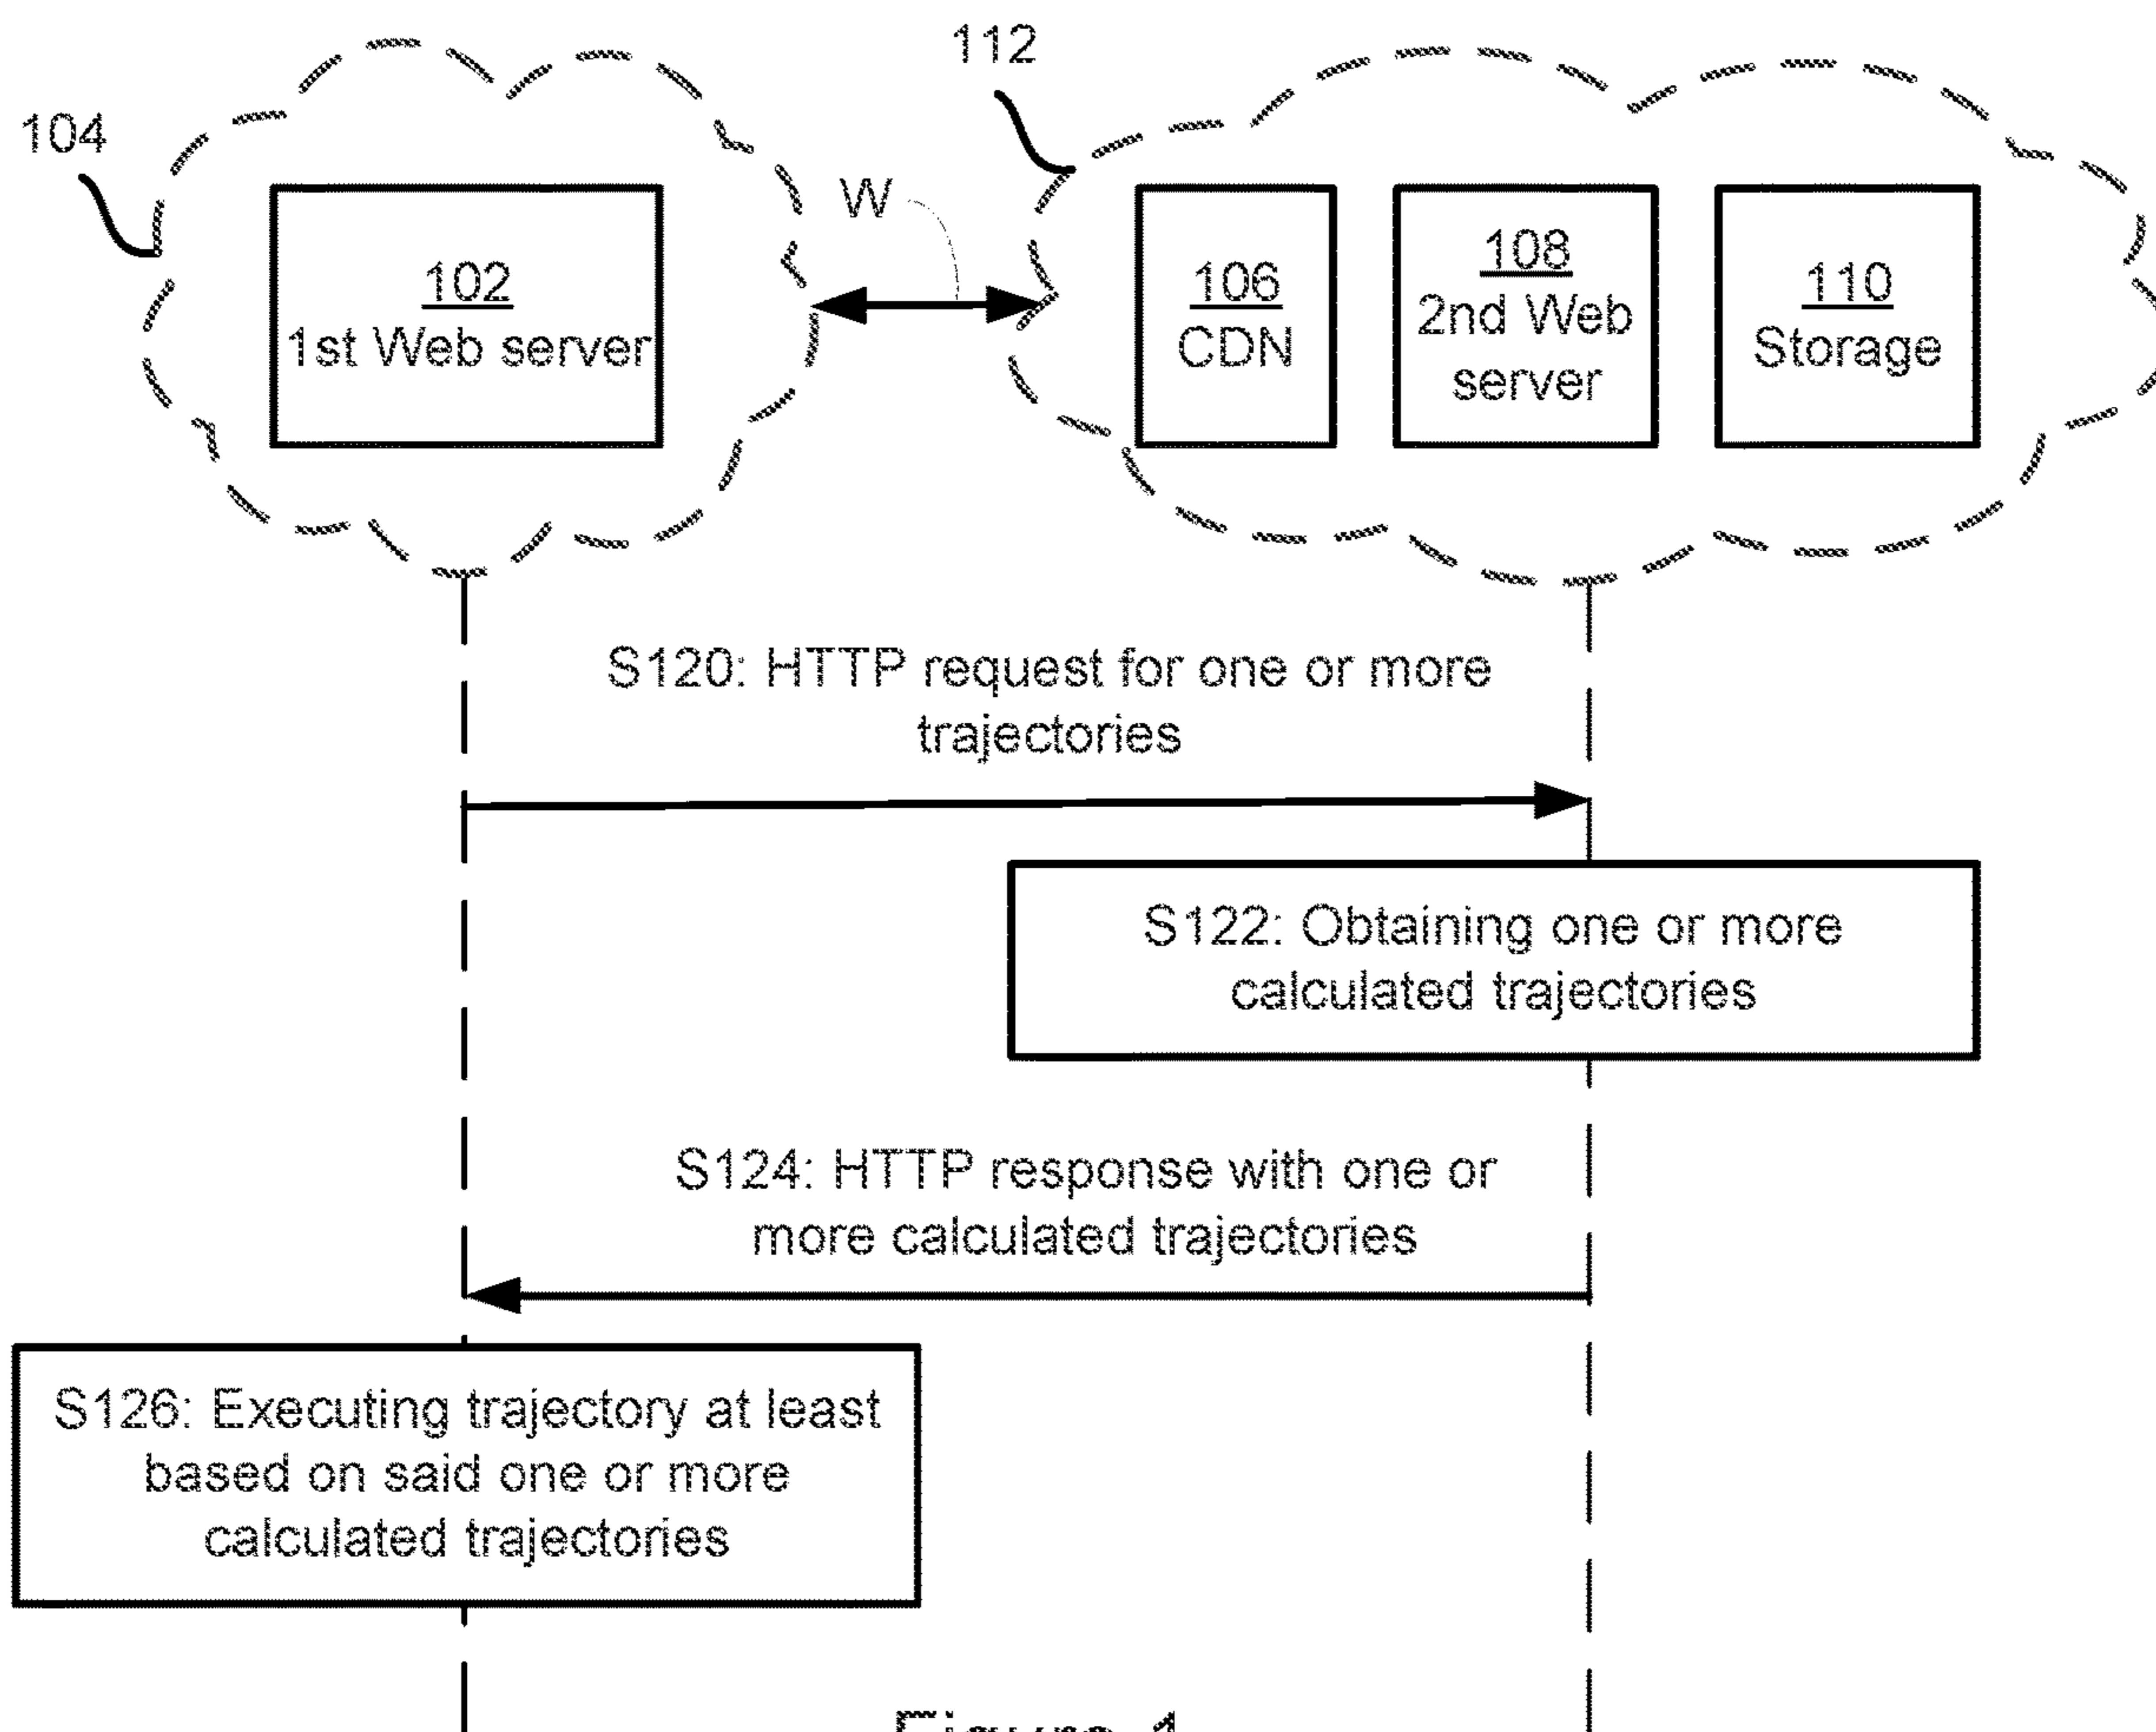 112
104
W
102
1st Web server
106
CDN
108
2nd Web
server
110
Storage
S120: HTTP request for one or more
trajectories
S122: Obtaining one or more
calculated trajectories
S124: HTTP response with one or
more calculated trajectories
S126: Executing trajectory at least
based on said one or more
calculated trajectories
Figure 1